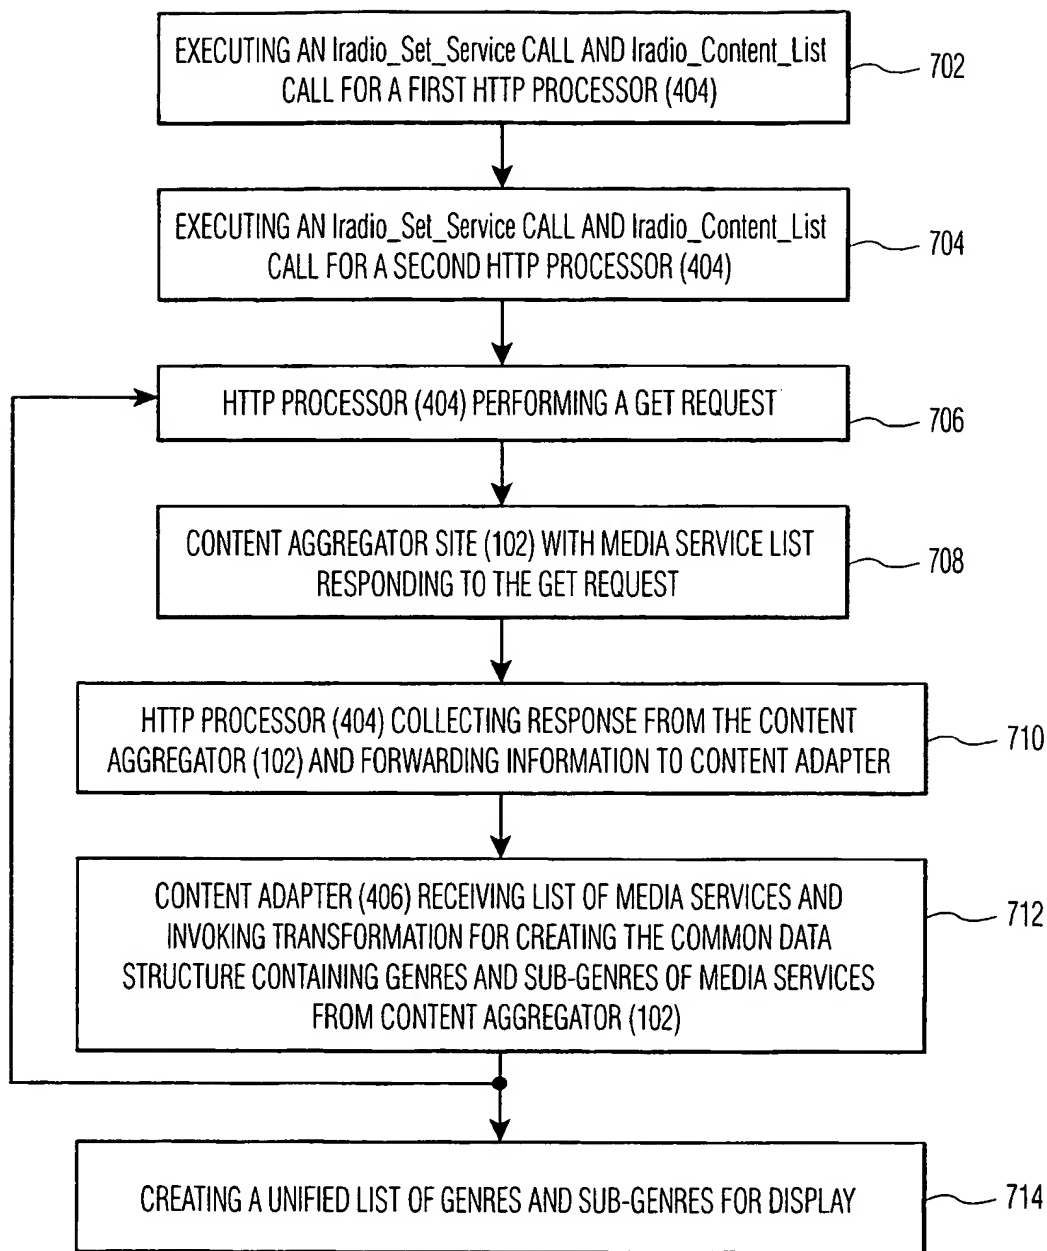 EXECUTING AN Iradio_Set_Service CALL AND Iradio_Content_List
CALL FOR A FIRST HTTP PROCESSOR (404)
702
EXECUTING AN Iradio_Set_Service CALL AND Iradio_Content_List
CALL FOR A SECOND HTTP PROCESSOR (404)
704
HTTP PROCESSOR (404) PERFORMING A GET REQUEST
706
CONTENT AGGREGATOR SITE (102) WITH MEDIA SERVICE LIST
RESPONDING TO THE GET REQUEST
708
HTTP PROCESSOR (404) COLLECTING RESPONSE FROM THE CONTENT
AGGREGATOR (102) AND FORWARDING INFORMATION TO CONTENT ADAPTER
710
CONTENT ADAPTER (406) RECEIVING LIST OF MEDIA SERVICES AND
INVOKING TRANSFORMATION FOR CREATING THE COMMON DATA
STRUCTURE CONTAINING GENRES AND SUB-GENRES OF MEDIA SERVICES
FROM CONTENT AGGREGATOR (102)
712
CREATING A UNIFIED LIST OF GENRES AND SUB-GENRES FOR DISPLAY
714